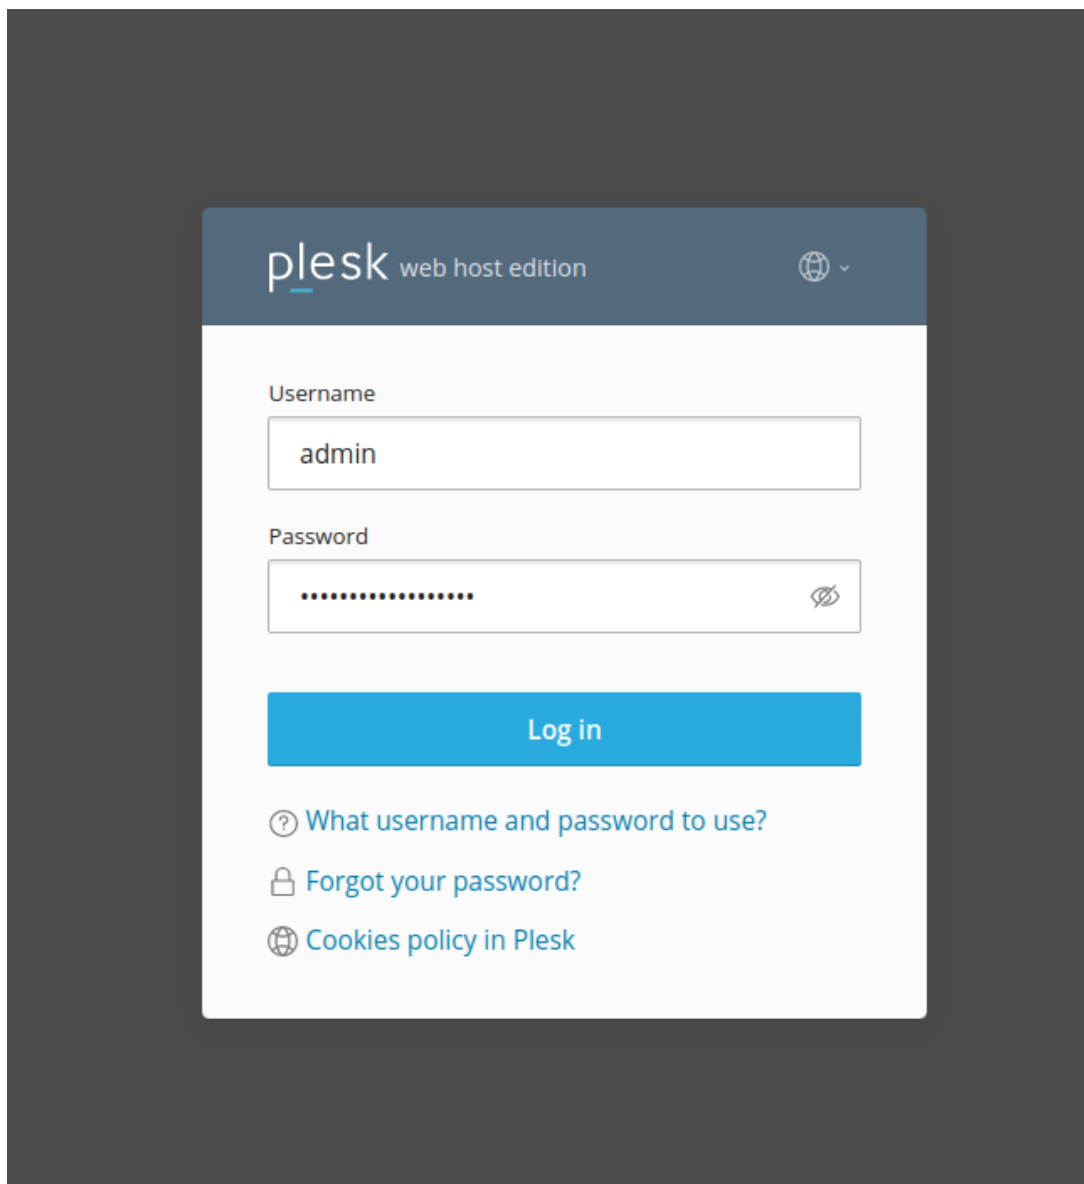 plesk web host edition
Username
admin
Password
••••••••••••••••••
Log in
What username and password to use?
Forgot your password?
Cookies policy in Plesk